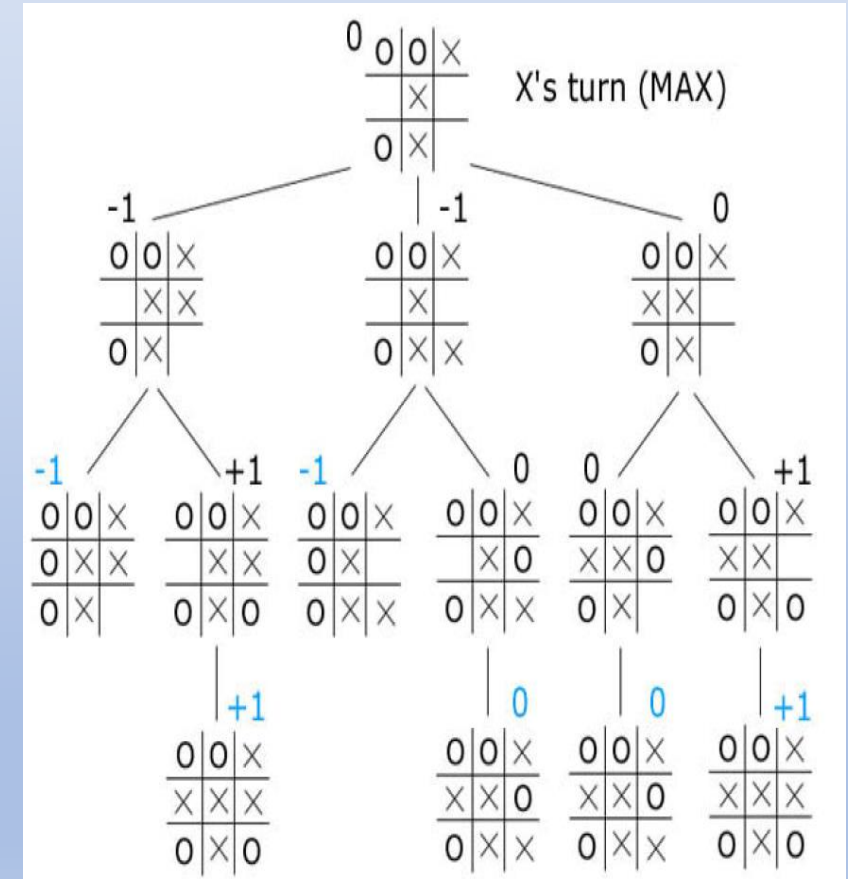 0
O O X
X
O X
X's turn (MAX)
-1 -1 0
O O X O O X O O X
X X X X X
O X O X X O X
-1 +1 -1 0 0 +1
O O X O O X O O X O O X O O X O O X
O X X X X O X X O X X O X X
O X O X O O X X O X X O X O X O
+1 0 0 +1
O O X O O X O O X O O X
X X X X X O X X O X X X
O X O O X X O X X O X O